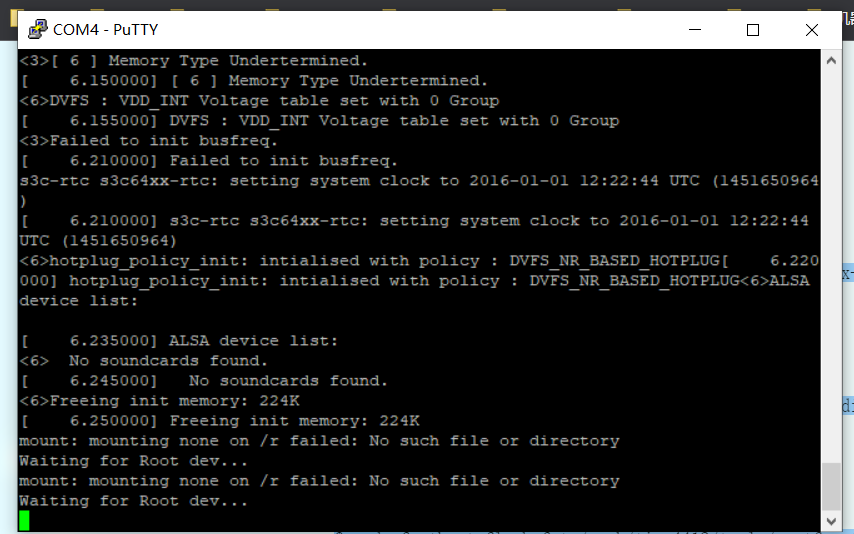 COM4 - PuTTY
<3>[ 6 ] Memory Type Undertermined.
[    6.150000] [ 6 ] Memory Type Undertermined.
<6>DVFS : VDD_INT Voltage table set with 0 Group
[    6.155000] DVFS : VDD_INT Voltage table set with 0 Group
<3>Failed to init busfreq.
[    6.210000] Failed to init busfreq.
s3c-rtc s3c64xx-rtc: setting system clock to 2016-01-01 12:22:44 UTC (1451650964
)
[    6.210000] s3c-rtc s3c64xx-rtc: setting system clock to 2016-01-01 12:22:44
UTC (1451650964)
<6>hotplug_policy_init: intialised with policy : DVFS_NR_BASED_HOTPLUG[    6.220
000] hotplug_policy_init: intialised with policy : DVFS_NR_BASED_HOTPLUG<6>ALSA
device list:
[    6.235000] ALSA device list:
<6>  No soundcards found.
[    6.245000]   No soundcards found.
<6>Freeing init memory: 224K
[    6.250000] Freeing init memory: 224K
mount: mounting none on /r failed: No such file or directory
Waiting for Root dev...
mount: mounting none on /r failed: No such file or directory
Waiting for Root dev...